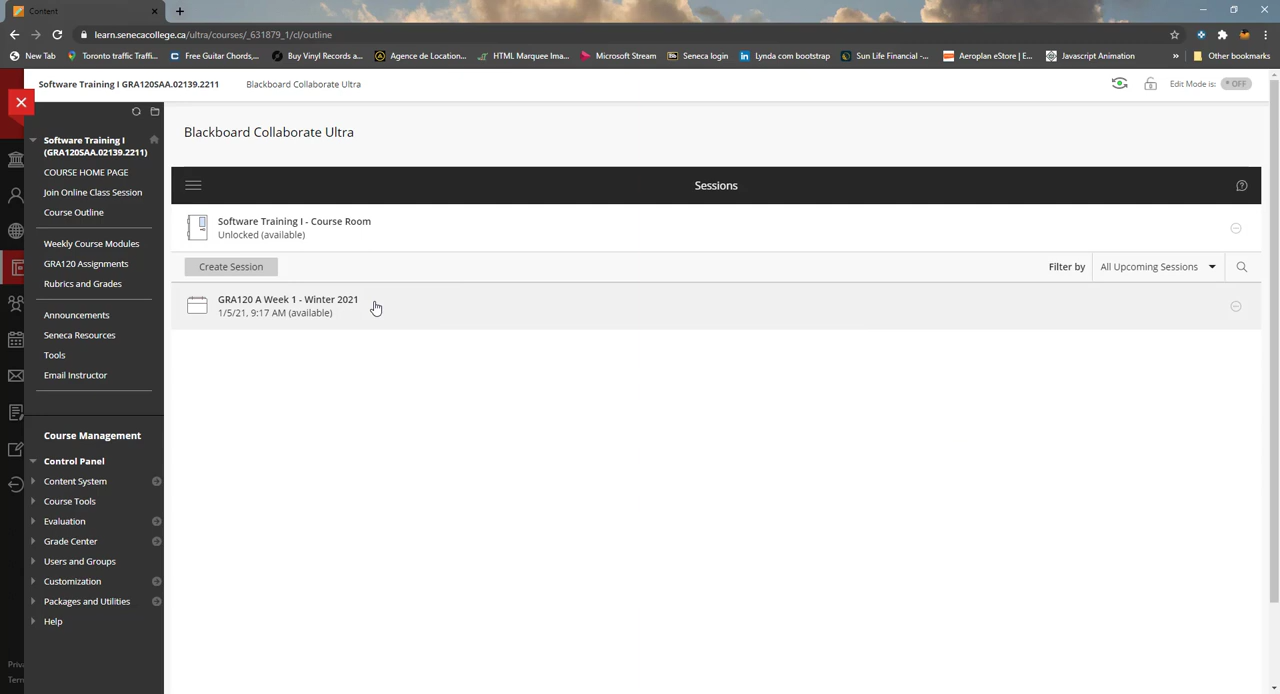 Content
learn.senecacollege.ca/ultra/courses/_631879_1/cl/outline
New Tab
Toronto traffic Traffi...
Free Guitar Chords,...
Buy Vinyl Records a...
Agence de Location...
HTML Marquee Ima...
Microsoft Stream
Seneca login
Lynda com bootstrap
Sun Life Financial -...
Aeroplan eStore | E...
Javascript Animation
»
Other bookmarks
Software Training I GRA120SAA.02139.2211
Blackboard Collaborate Ultra
Edit Mode is:
OFF
Software Training I
(GRA120SAA.02139.2211)
COURSE HOME PAGE
Join Online Class Session
Course Outline
Weekly Course Modules
GRA120 Assignments
Rubrics and Grades
Announcements
Seneca Resources
Tools
Email Instructor
Course Management
Control Panel
Content System
Course Tools
Evaluation
Grade Center
Users and Groups
Customization
Packages and Utilities
Help
Priva
Term
Blackboard Collaborate Ultra
Sessions
Software Training I - Course Room
Unlocked (available)
Create Session
Filter by
All Upcoming Sessions
GRA120 A Week 1 - Winter 2021
1/5/21, 9:17 AM (available)